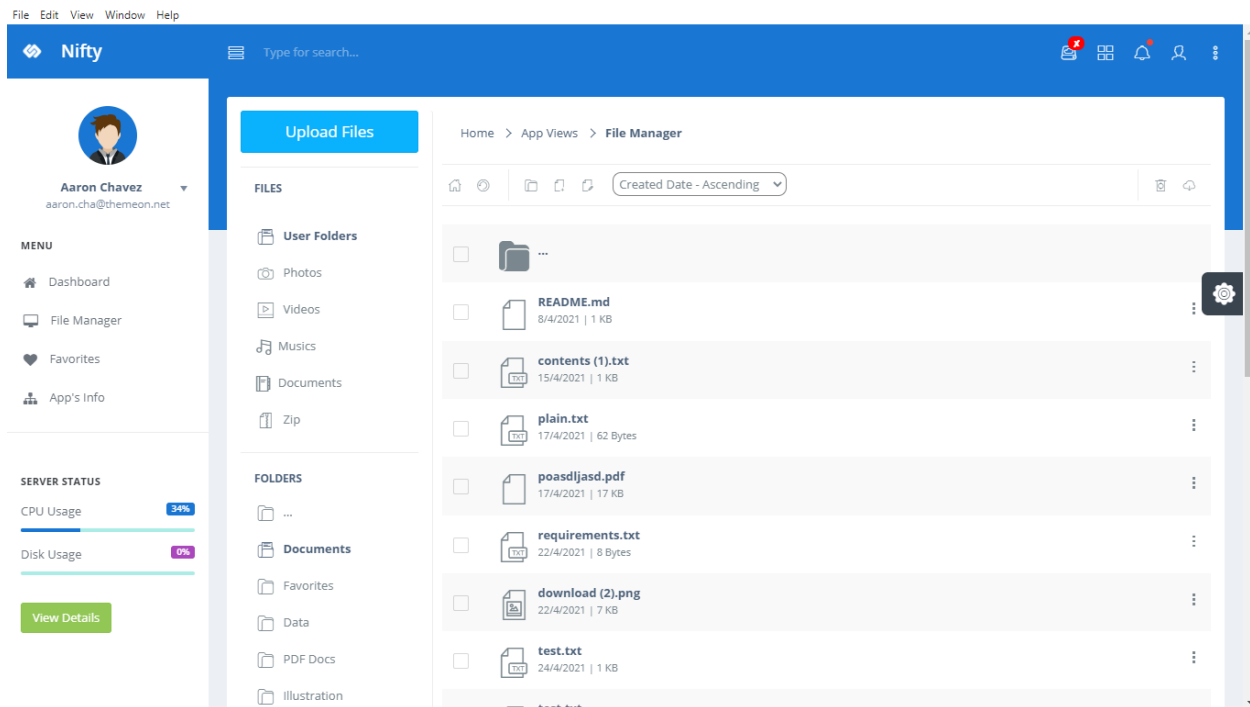 File Edit View Window Help
Nifty
Type for search...
x
Aaron Chavez
aaron.cha@themeon.net
MENU
Dashboard
File Manager
Favorites
App's Info
SERVER STATUS
CPU Usage 34%
Disk Usage 0%
View Details
Upload Files
FILES
User Folders
Photos
Videos
Musics
Documents
Zip
FOLDERS
...
Documents
Favorites
Data
PDF Docs
Illustration
Home > App Views > File Manager
Created Date - Ascending
...
README.md
8/4/2021 | 1 KB
contents (1).txt
TXT 15/4/2021 | 1 KB
plain.txt
TXT 17/4/2021 | 62 Bytes
poasdljasd.pdf
17/4/2021 | 17 KB
requirements.txt
TXT 22/4/2021 | 8 Bytes
download (2).png
22/4/2021 | 7 KB
test.txt
TXT 24/4/2021 | 1 KB